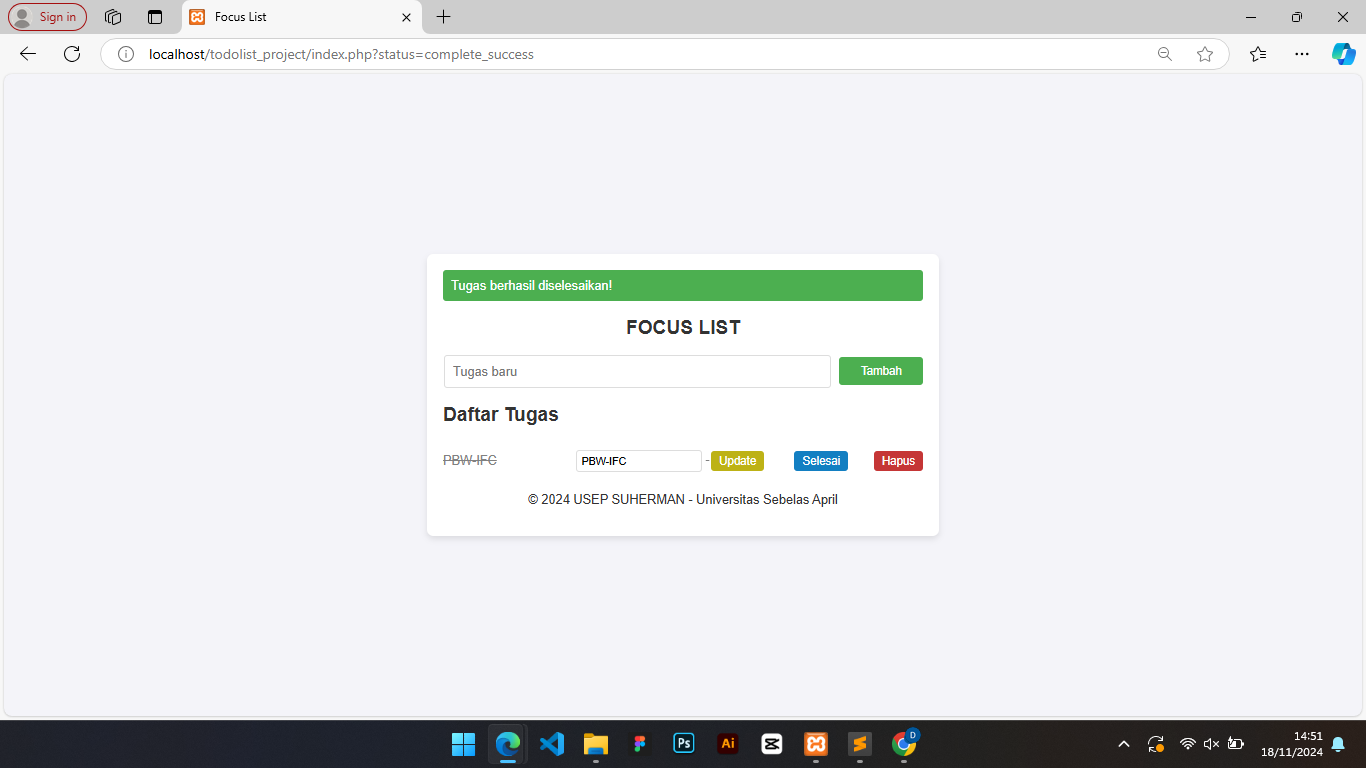 Sign in
Focus List
localhost/todolist_project/index.php?status=complete_success
Tugas berhasil diselesaikan!
FOCUS LIST
Tugas baru
Tambah
Daftar Tugas
PBW-IFC PBW-IFC - Update Selesai Hapus
© 2024 USEP SUHERMAN - Universitas Sebelas April
Ps
Ai
D
14:51
18/11/2024